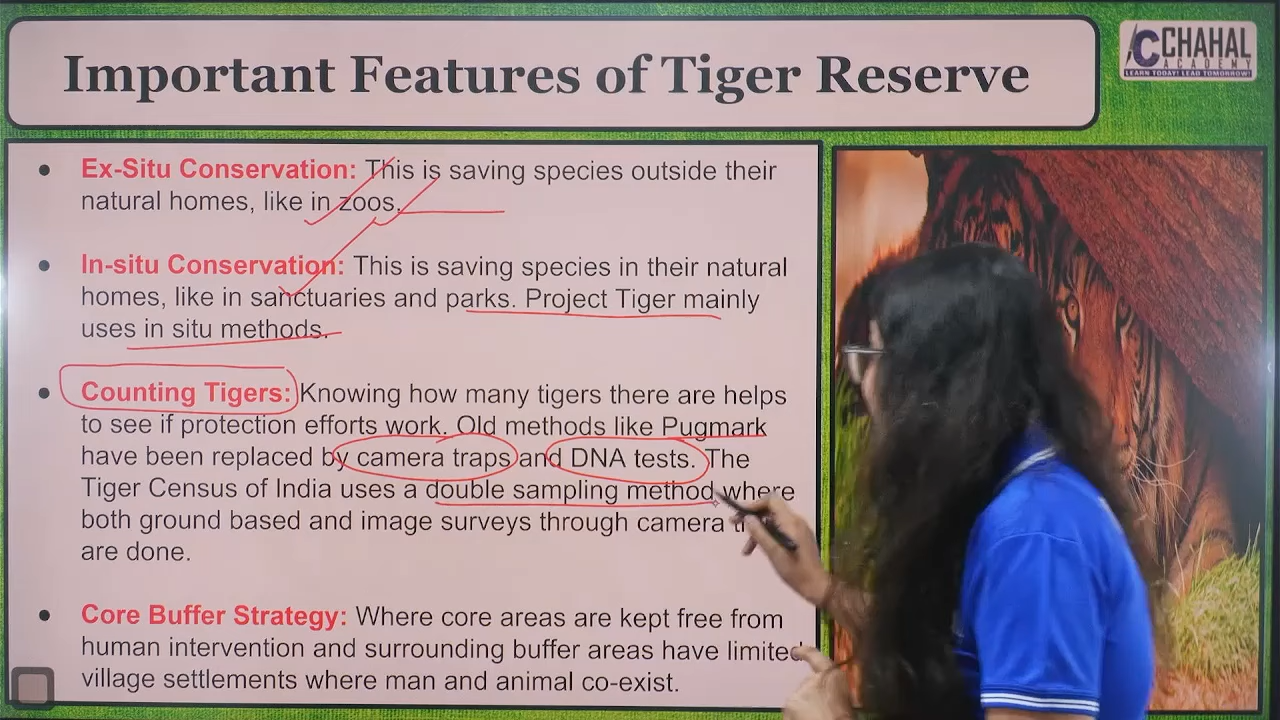 Important Features of Tiger Reserve
CCHAHAL
ACADEMY
LEARN TODAY! LEAD TOMORROW!
• Ex-Situ Conservation: This is saving species outside their
natural homes, like in zoos.
• In-situ Conservation: This is saving species in their natural
homes, like in sanctuaries and parks. Project Tiger mainly
uses in situ methods.
• Counting Tigers: Knowing how many tigers there are helps
to see if protection efforts work. Old methods like Pugmark
have been replaced by camera traps and DNA tests. The
Tiger Census of India uses a double sampling method where
both ground based and image surveys through camera
are done.
• Core Buffer Strategy: Where core areas are kept free from
human intervention and surrounding buffer areas have limited
village settlements where man and animal co-exist.